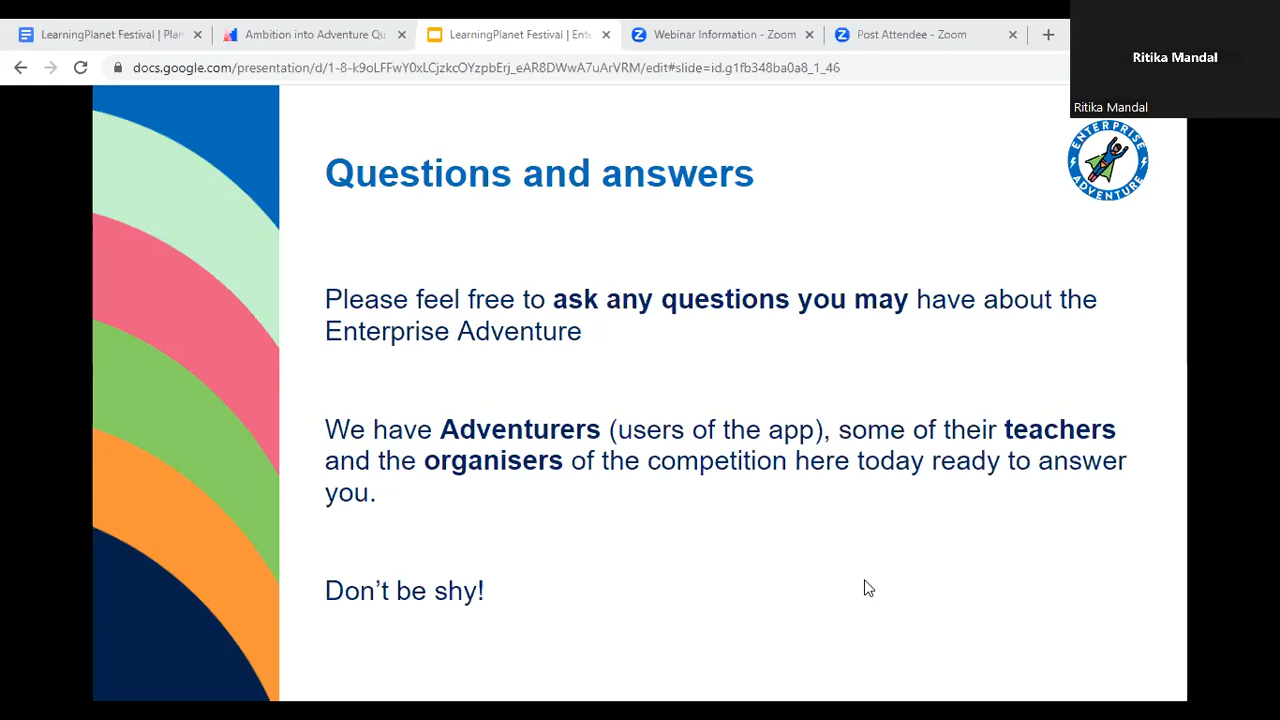 LearningPlanet Festival | Plan
Ambition into Adventure Qu
LearningPlanet Festival | Ente
Webinar Information - Zoom
Post Attendee - Zoom
docs.google.com/presentation/d/1-8-k9oLFFwY0xLCjzkcOYzpbErj_eAR8DWwA7uArVRM/edit#slide=id.g1fb348ba0a8_1_46
Ritika Mandal
Ritika Mandal
ENTERPRISE
ADVENTURE
Questions and answers
Please feel free to ask any questions you may have about the
Enterprise Adventure
We have Adventurers (users of the app), some of their teachers
and the organisers of the competition here today ready to answer
you.
Don’t be shy!